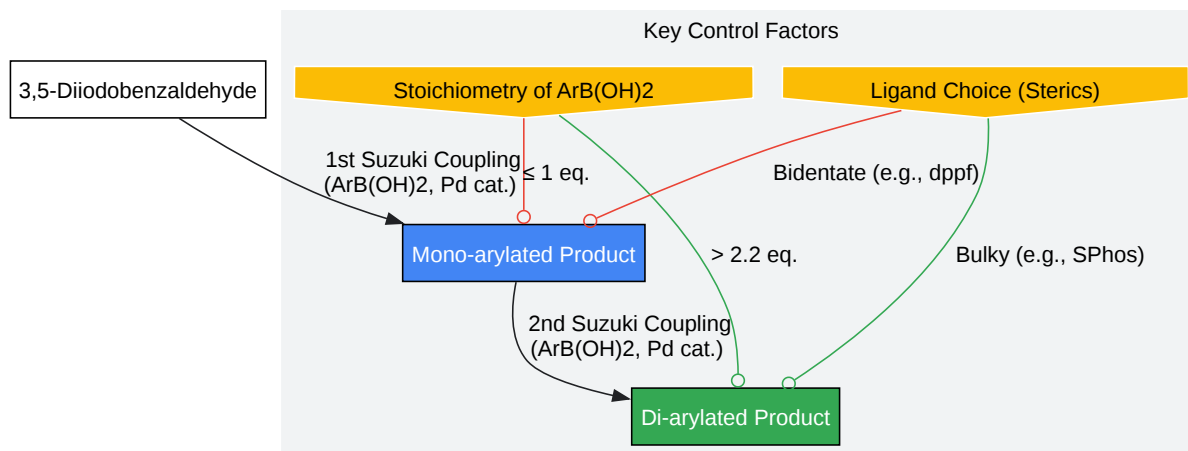 Key Control Factors
3,5-Diiodobenzaldehyde
Stoichiometry of ArB(OH)2
Ligand Choice (Sterics)
1st Suzuki Coupling
(ArB(OH)2, Pd cat.)
≤ 1 eq.
Bidentate (e.g., dppf)
Mono-arylated Product
> 2.2 eq.
Bulky (e.g., SPhos)
2nd Suzuki Coupling
(ArB(OH)2, Pd cat.)
Di-arylated Product